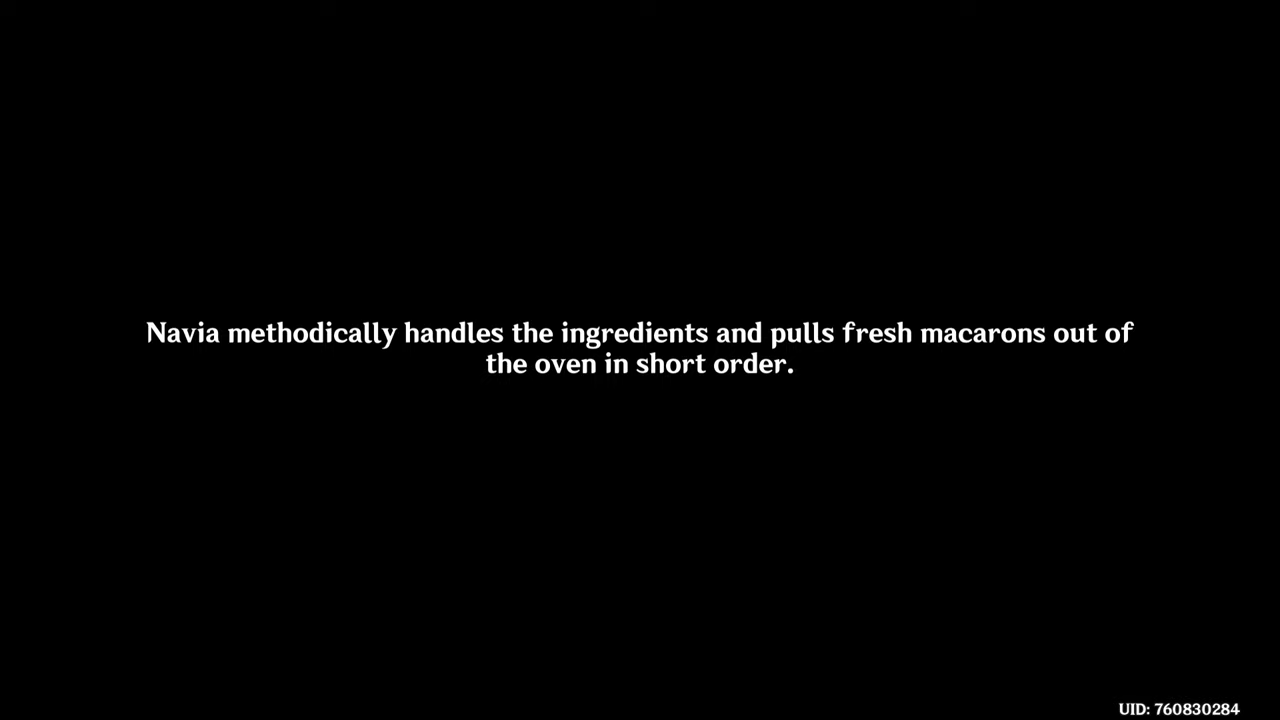 Navia methodically handles the ingredients and pulls fresh macarons out of
the oven in short order.
UID: 760830284